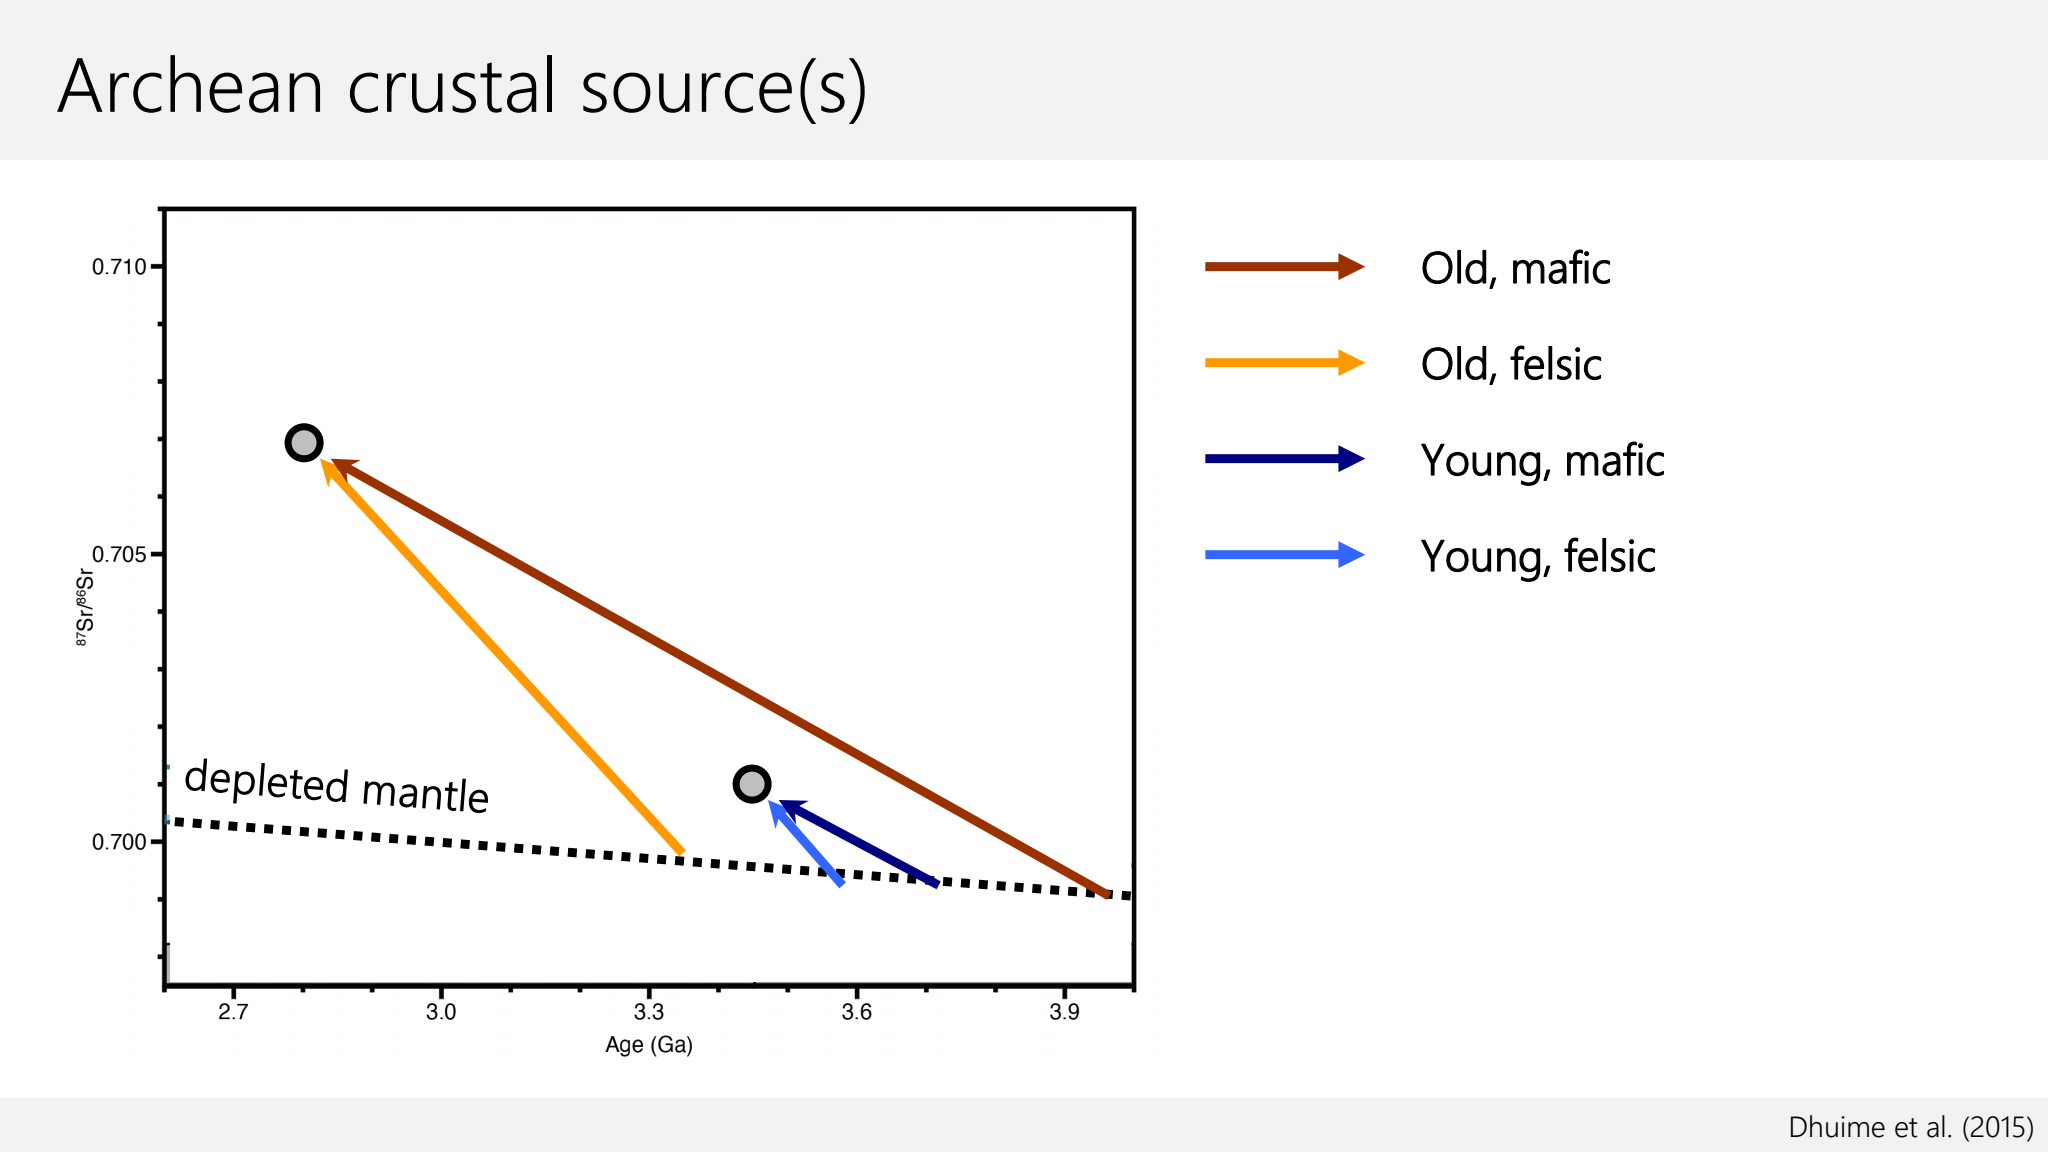 Archean crustal source(s)
0.710
0.705
0.700
⁸⁷Sr/⁸⁶Sr
depleted mantle
2.7 3.0 3.3 3.6 3.9
Age (Ga)
Old, mafic
Old, felsic
Young, mafic
Young, felsic
Dhuime et al. (2015)